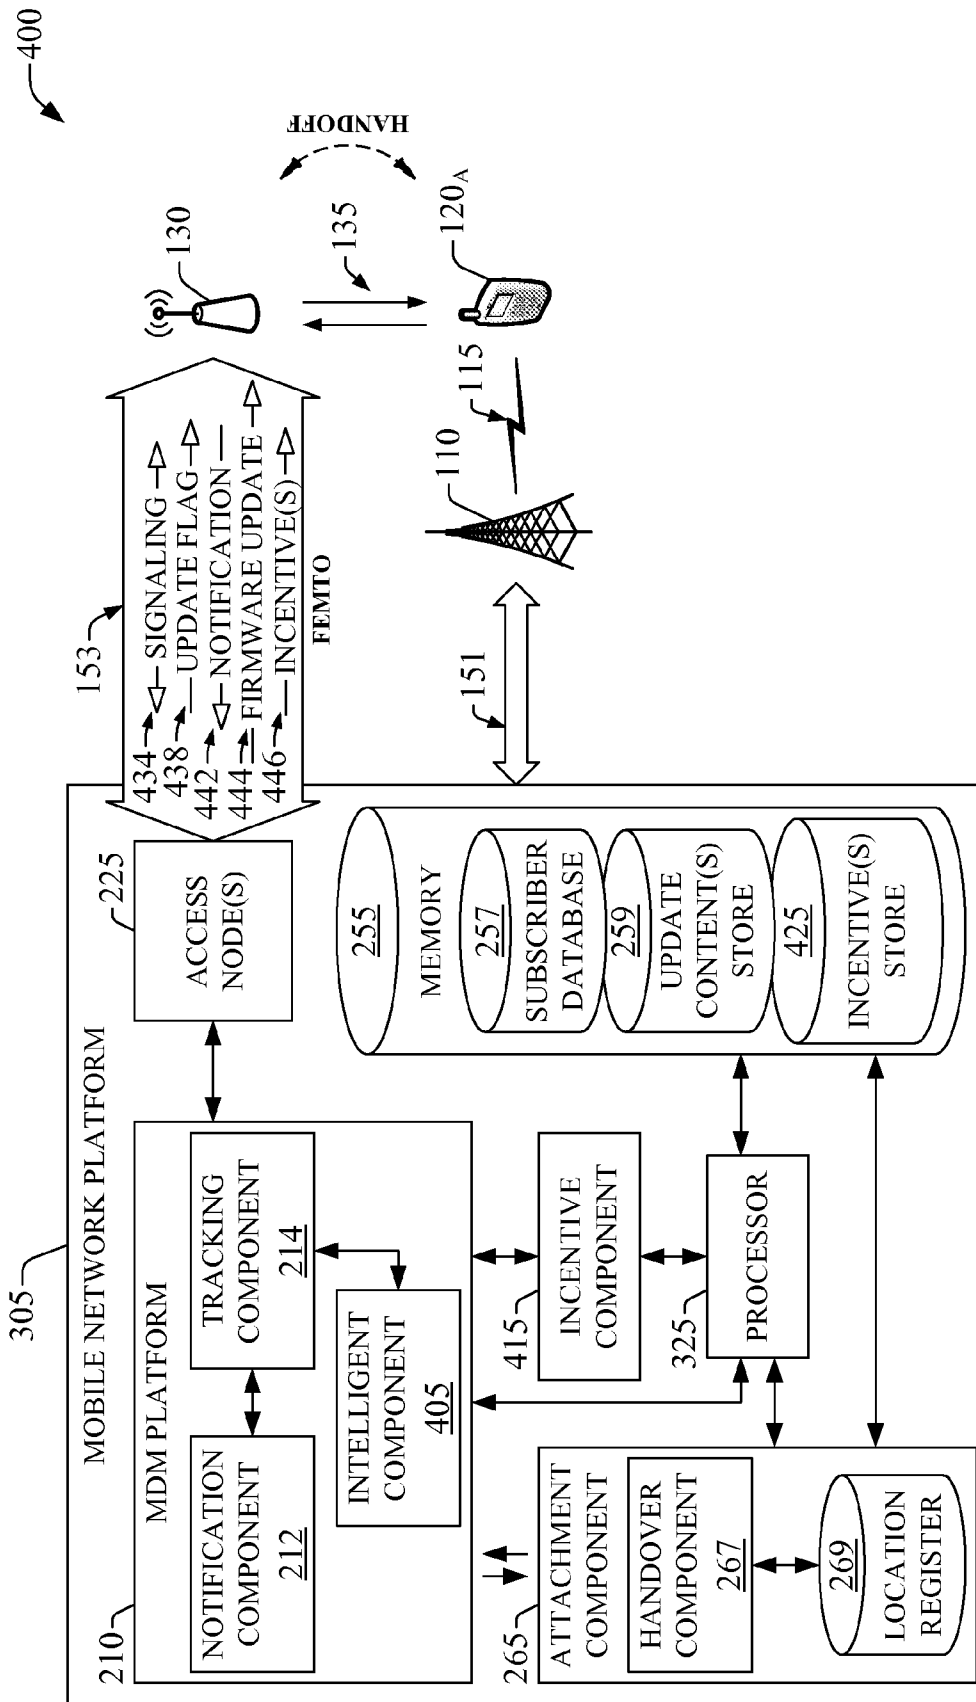 400
305
MOBILE NETWORK PLATFORM
210
MDM PLATFORM
NOTIFICATION
COMPONENT
212
TRACKING
COMPONENT
214
INTELLIGENT
COMPONENT
405
225
ACCESS
NODE(S)
153
434
SIGNALING
438
UPDATE FLAG
442
NOTIFICATION
444
FIRMWARE UPDATE
446
INCENTIVE(S)
FEMTO
130
HANDOFF
135
120A
115
110
151
265
ATTACHMENT
COMPONENT
HANDOVER
COMPONENT
267
269
LOCATION
REGISTER
415
INCENTIVE
COMPONENT
325
PROCESSOR
255
MEMORY
257
SUBSCRIBER
DATABASE
259
UPDATE
CONTENT(S)
STORE
425
INCENTIVE(S)
STORE